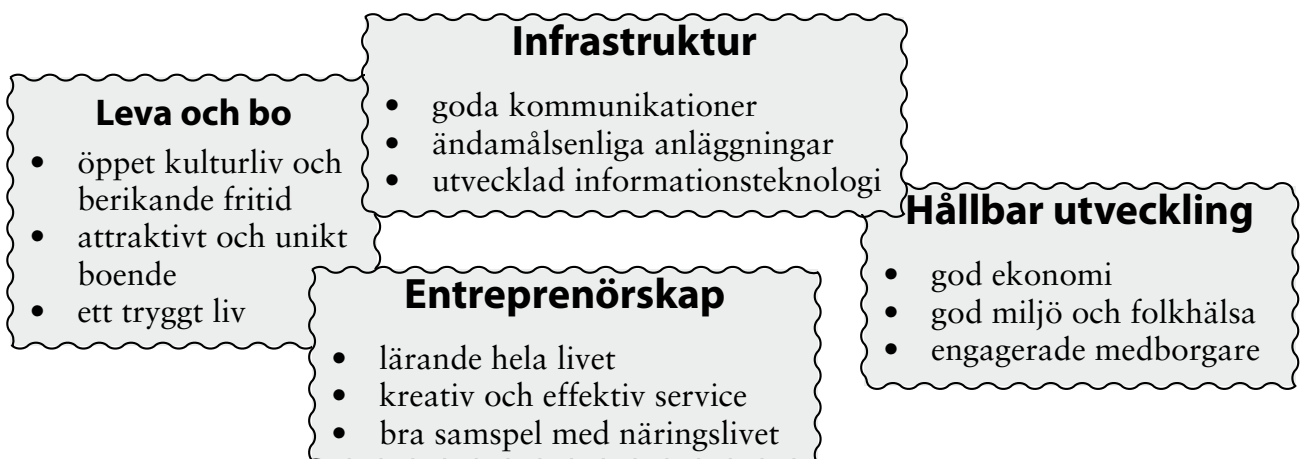 Infrastruktur
• goda kommunikationer
• ändamålsenliga anläggningar
• utvecklad informationsteknologi
Leva och bo
• öppet kulturliv och
berikande fritid
• attraktivt och unikt
boende
• ett tryggt liv
Hållbar utveckling
• god ekonomi
• god miljö och folkhälsa
• engagerade medborgare
Entreprenörskap
• lärande hela livet
• kreativ och effektiv service
• bra samspel med näringslivet